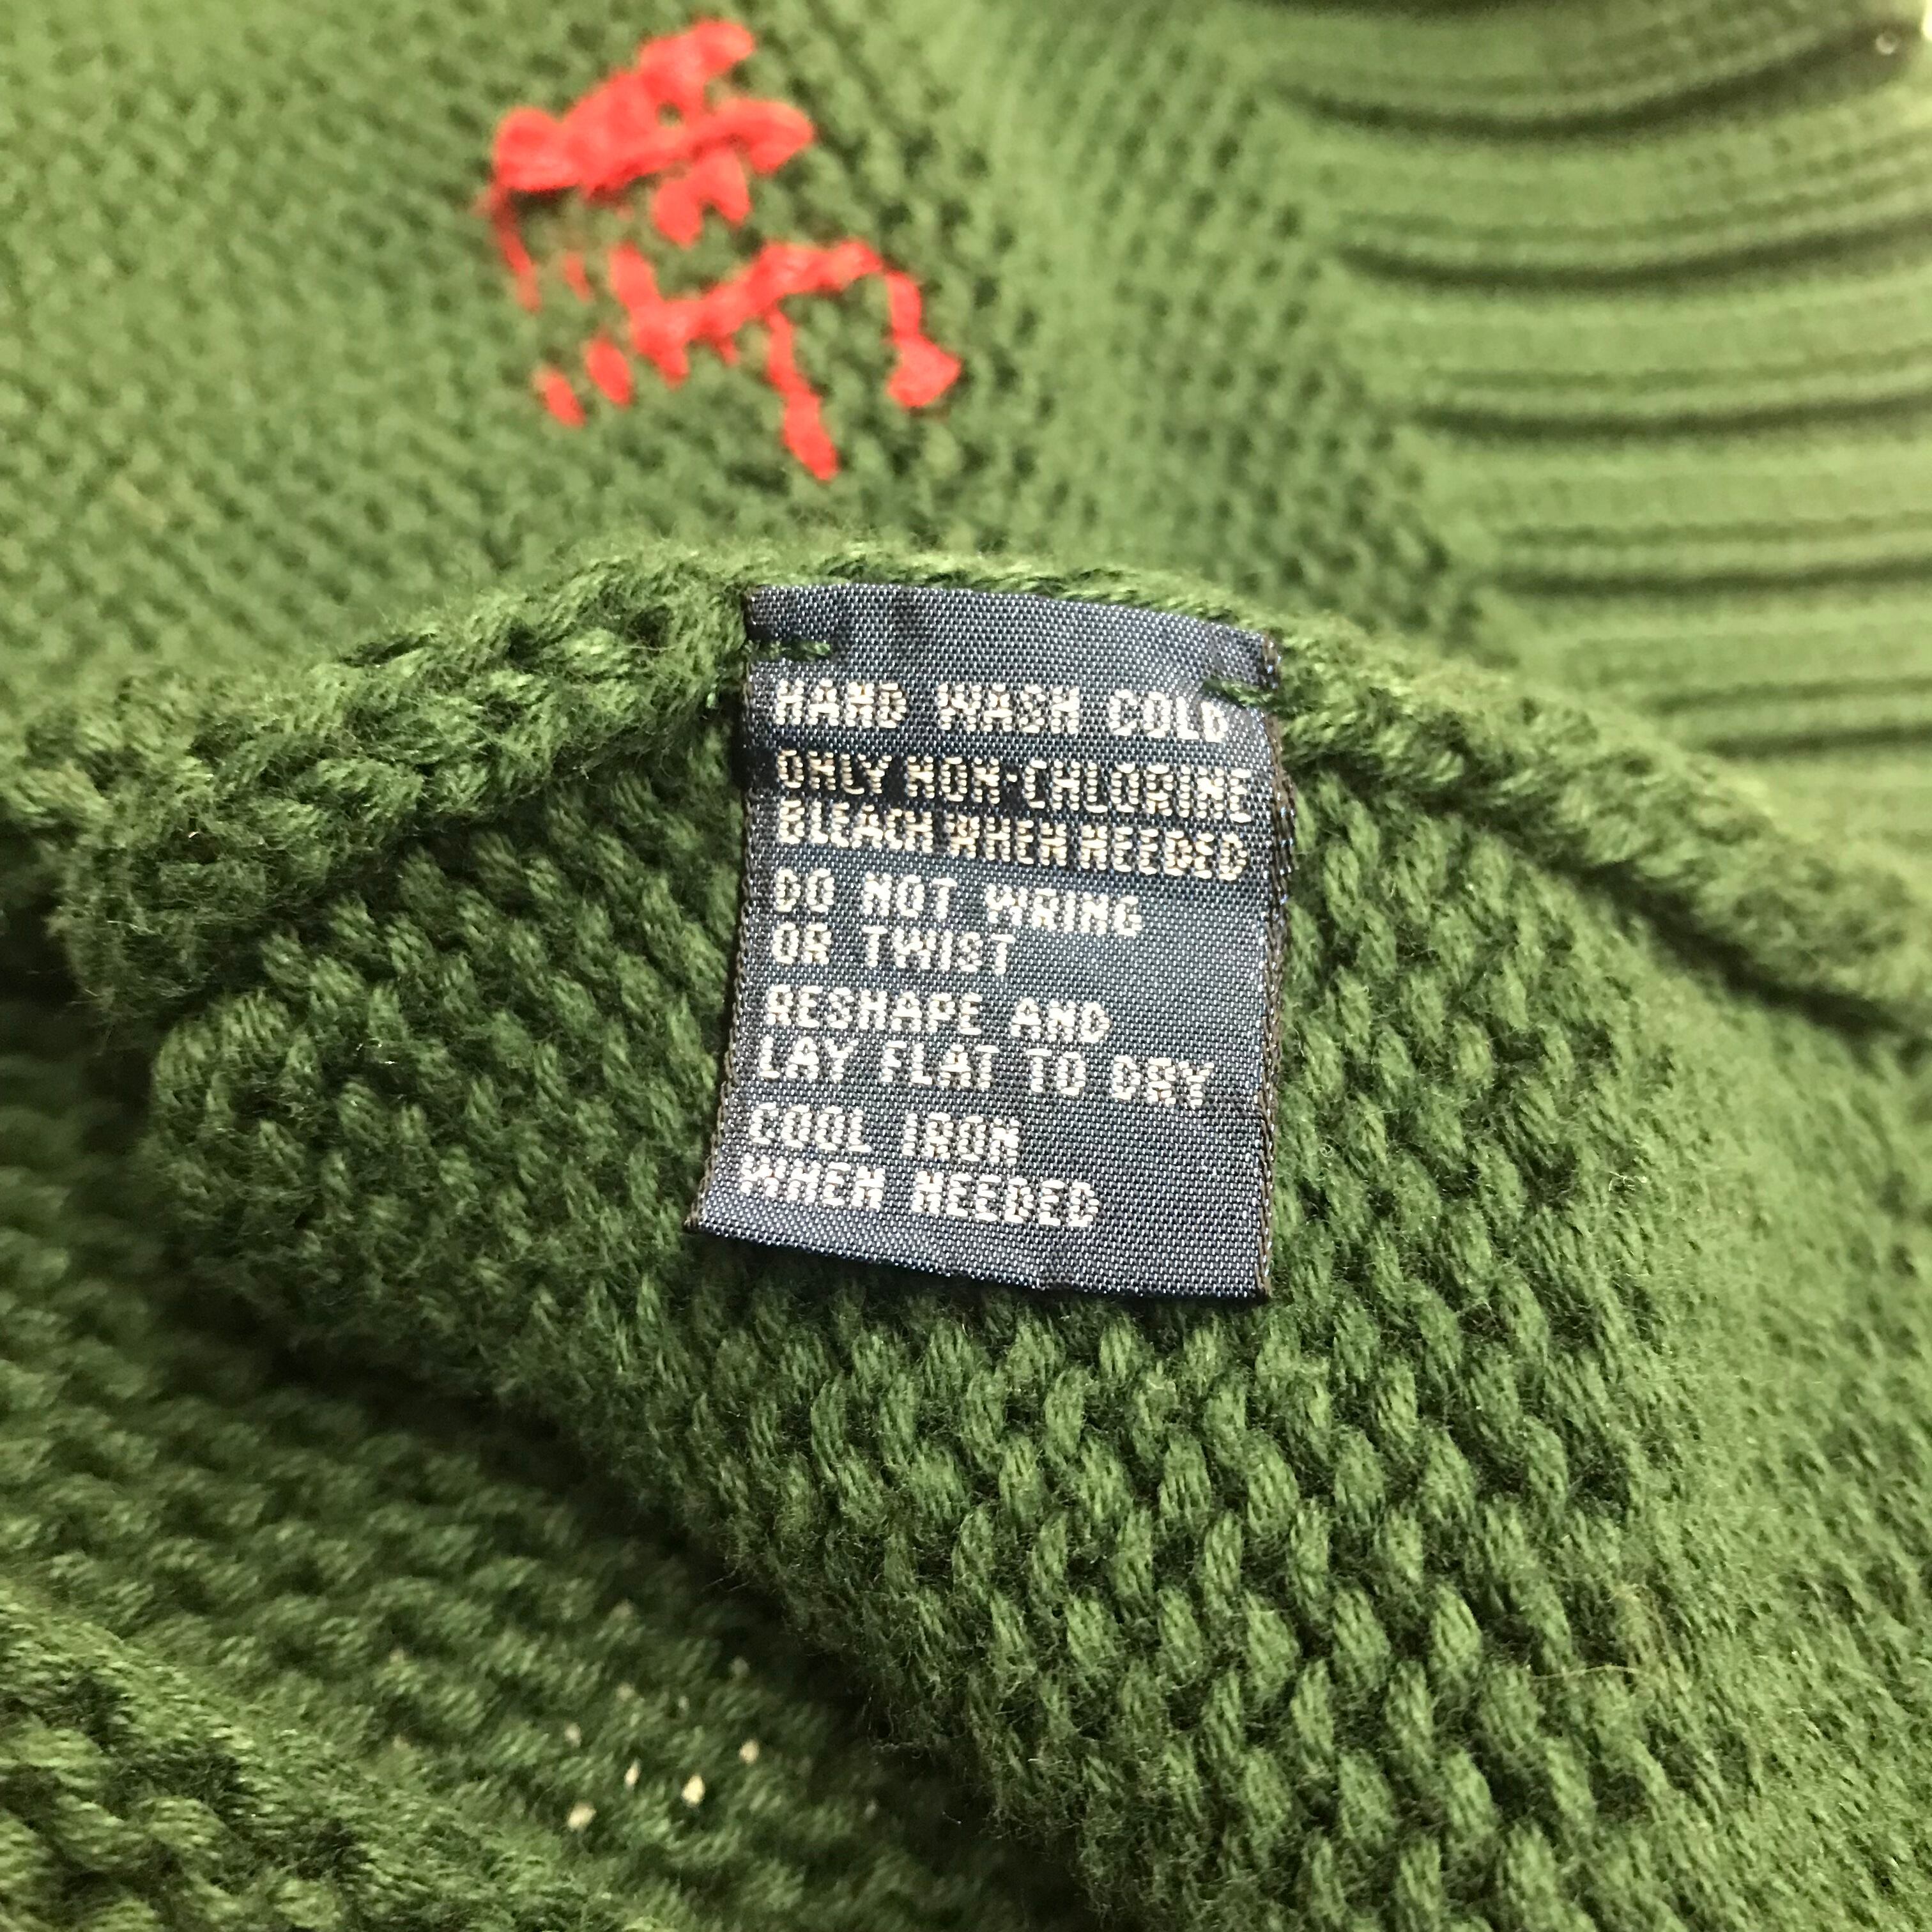 HAND WASH COLD
ONLY NON-CHLORINE
BLEACH WHEN NEEDED
DO NOT WRING
OR TWIST
RESHAPE AND
LAY FLAT TO DRY
COOL IRON
WHEN NEEDED